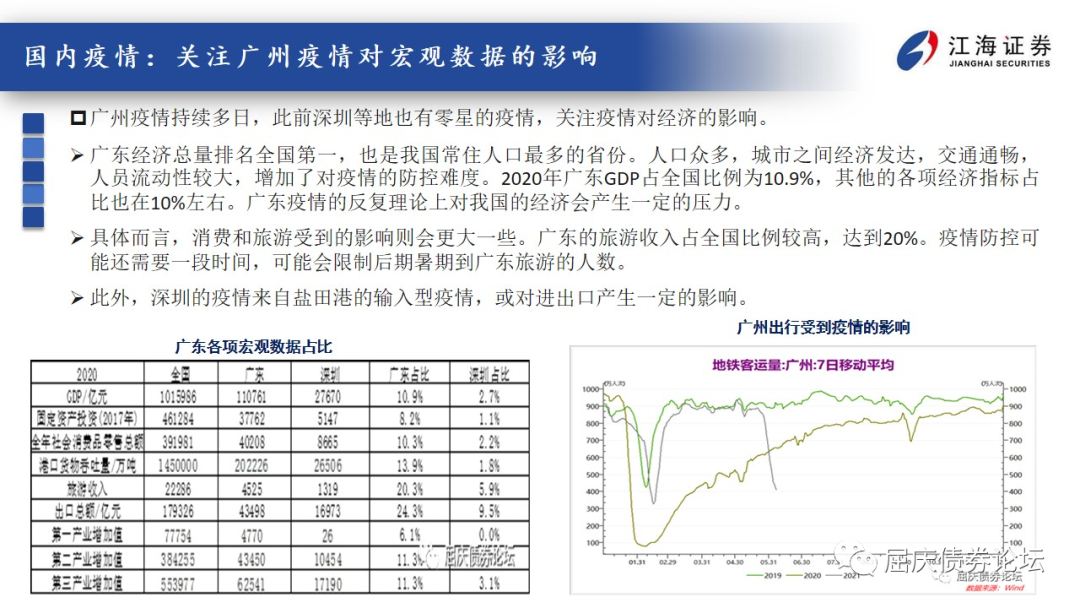 国内疫情：关注广州疫情对宏观数据的影响
江海证券
JIANGHAI SECURITIES
广州疫情持续多日，此前深圳等地也有零星的疫情，关注疫情对经济的影响。
广东经济总量排名全国第一，也是我国常住人口最多的省份。人口众多，城市之间经济发达，交通通畅，
人员流动性较大，增加了对疫情的防控难度。2020年广东GDP占全国比例为10.9%，其他的各项经济指标占
比也在10%左右。广东疫情的反复理论上对我国的经济会产生一定的压力。
具体而言，消费和旅游受到的影响则会更大一些。广东的旅游收入占全国比例较高，达到20%。疫情防控可
能还需要一段时间，可能会限制后期暑期到广东旅游的人数。
此外，深圳的疫情来自盐田港的输入型疫情，或对进出口产生一定的影响。
广东各项宏观数据占比
2020 全国 广东 深圳 广东占比 深圳占比
GDP/亿元 1015986 110761 27670 10.9% 2.7%
固定资产投资(2017年) 461284 37762 5147 8.2% 1.1%
全年社会消费品零售总额 391981 40208 8665 10.3% 2.2%
港口货物吞吐量/万吨 1450000 202226 26506 13.9% 1.8%
旅游收入 22286 4525 1319 20.3% 5.9%
出口总额/亿元 179326 43498 16973 24.3% 9.5%
第一产业增加值 77754 4770 26 6.1% 0.0%
第二产业增加值 384255 43450 10454 11.3%
第三产业增加值 553977 62541 17190 11.3% 3.1%
屈庆债券论坛
广州出行受到疫情的影响
地铁客运量:广州:7日移动平均
(万人次) (万人次)
1000 1000
900 900
800 800
700 700
600 600
500 500
400 400
300 300
200 200
100 100
01.31 02.29 03.31 04.30 05.31 06.30
2019 2020 2021
屈庆债券论坛
屈庆债券论坛
数据来源：Wind